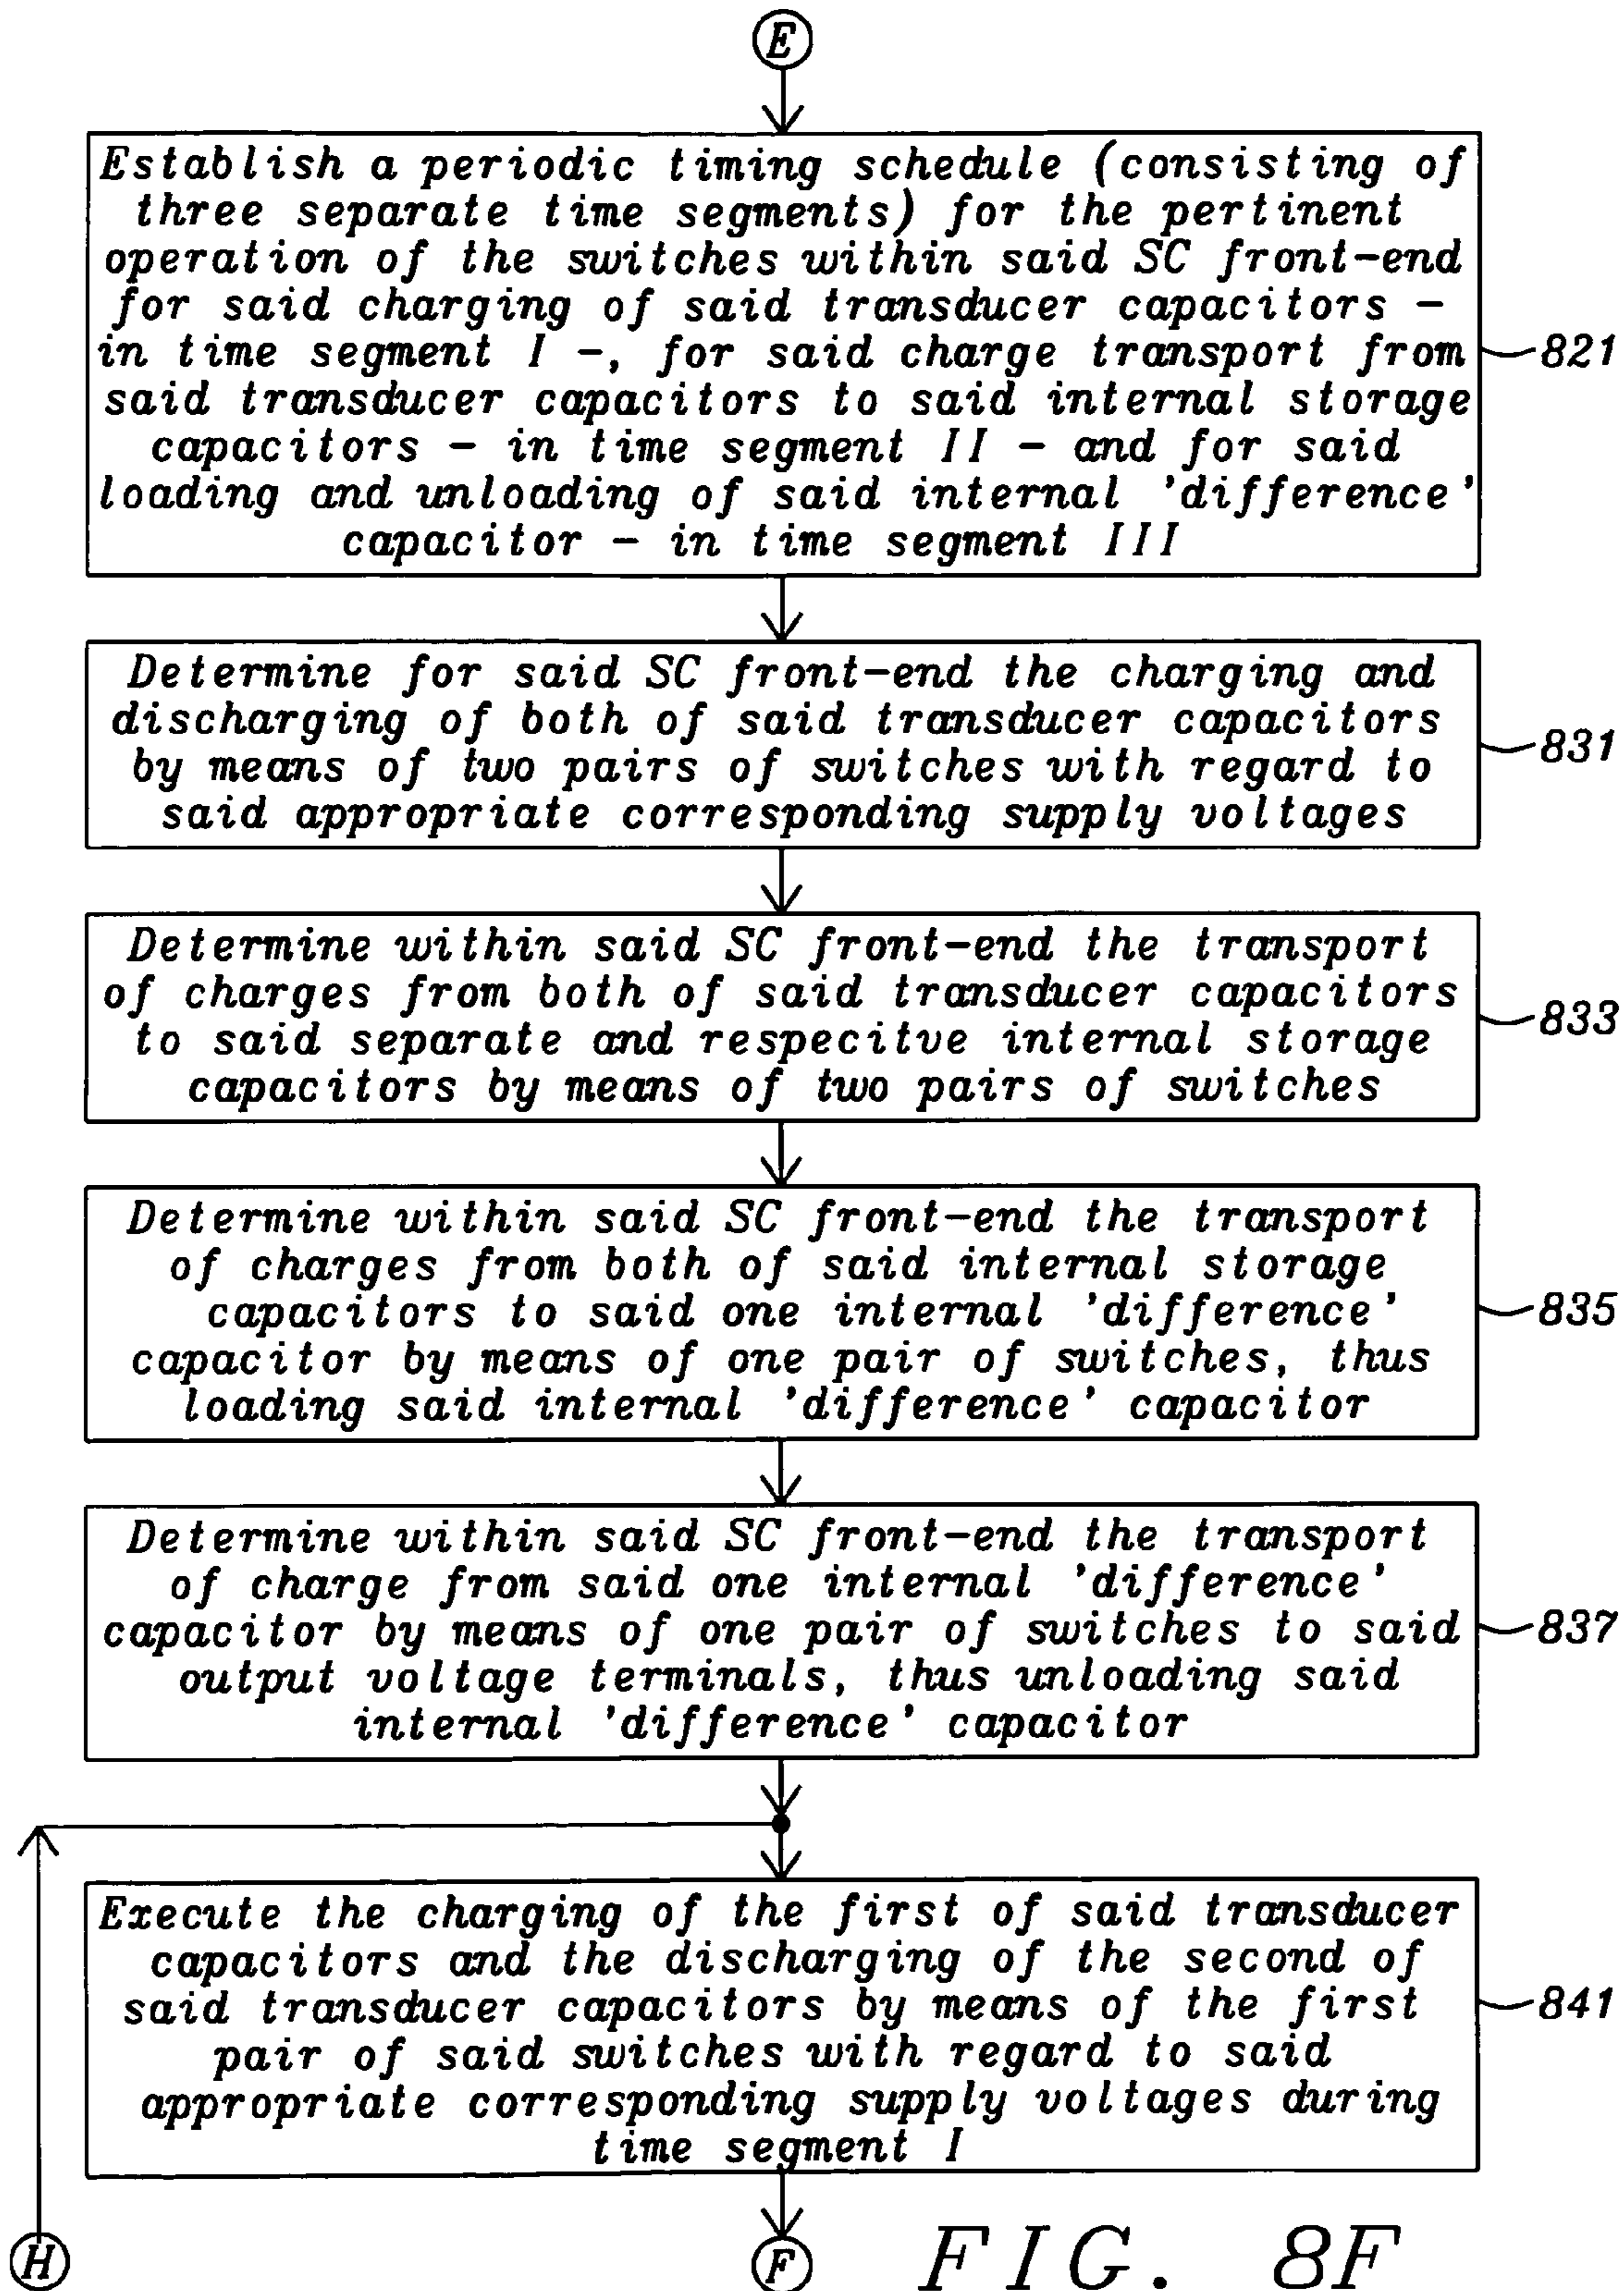 E
Establish a periodic timing schedule (consisting of
three separate time segments) for the pertinent
operation of the switches within said SC front-end
for said charging of said transducer capacitors -
in time segment I -, for said charge transport from
said transducer capacitors to said internal storage
capacitors - in time segment II - and for said
loading and unloading of said internal 'difference'
capacitor - in time segment III
821
Determine for said SC front-end the charging and
discharging of both of said transducer capacitors
by means of two pairs of switches with regard to
said appropriate corresponding supply voltages
831
Determine within said SC front-end the transport
of charges from both of said transducer capacitors
to said separate and respecitve internal storage
capacitors by means of two pairs of switches
833
Determine within said SC front-end the transport
of charges from both of said internal storage
capacitors to said one internal 'difference'
capacitor by means of one pair of switches, thus
loading said internal 'difference' capacitor
835
Determine within said SC front-end the transport
of charge from said one internal 'difference'
capacitor by means of one pair of switches to said
output voltage terminals, thus unloading said
internal 'difference' capacitor
837
Execute the charging of the first of said transducer
capacitors and the discharging of the second of
said transducer capacitors by means of the first
pair of said switches with regard to said
appropriate corresponding supply voltages during
time segment I
841
H
F
FIG. 8F